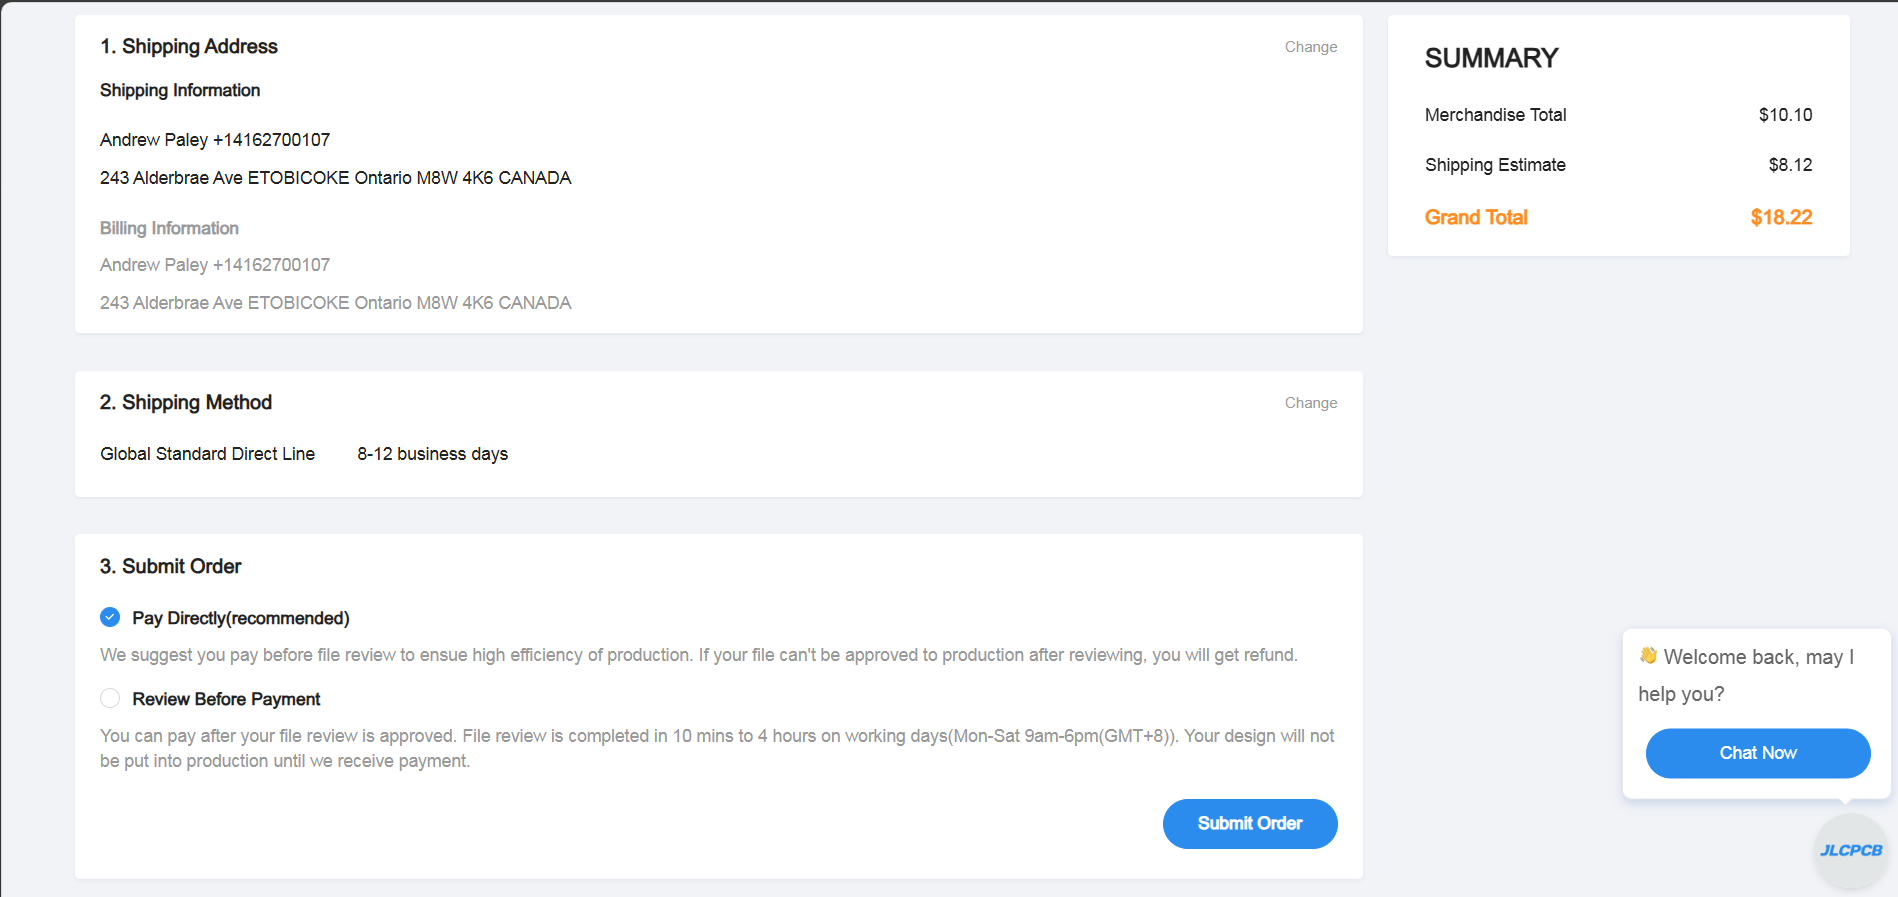 1. Shipping Address
Change
Shipping Information
Andrew Paley +14162700107
243 Alderbrae Ave ETOBICOKE Ontario M8W 4K6 CANADA
Billing Information
Andrew Paley +14162700107
243 Alderbrae Ave ETOBICOKE Ontario M8W 4K6 CANADA
2. Shipping Method
Change
Global Standard Direct Line 8-12 business days
3. Submit Order
Pay Directly(recommended)
We suggest you pay before file review to ensue high efficiency of production. If your file can't be approved to production after reviewing, you will get refund.
Review Before Payment
You can pay after your file review is approved. File review is completed in 10 mins to 4 hours on working days(Mon-Sat 9am-6pm(GMT+8)). Your design will not
be put into production until we receive payment.
Submit Order
SUMMARY
Merchandise Total $10.10
Shipping Estimate $8.12
Grand Total $18.22
👋 Welcome back, may I
help you?
Chat Now
JLCPCB